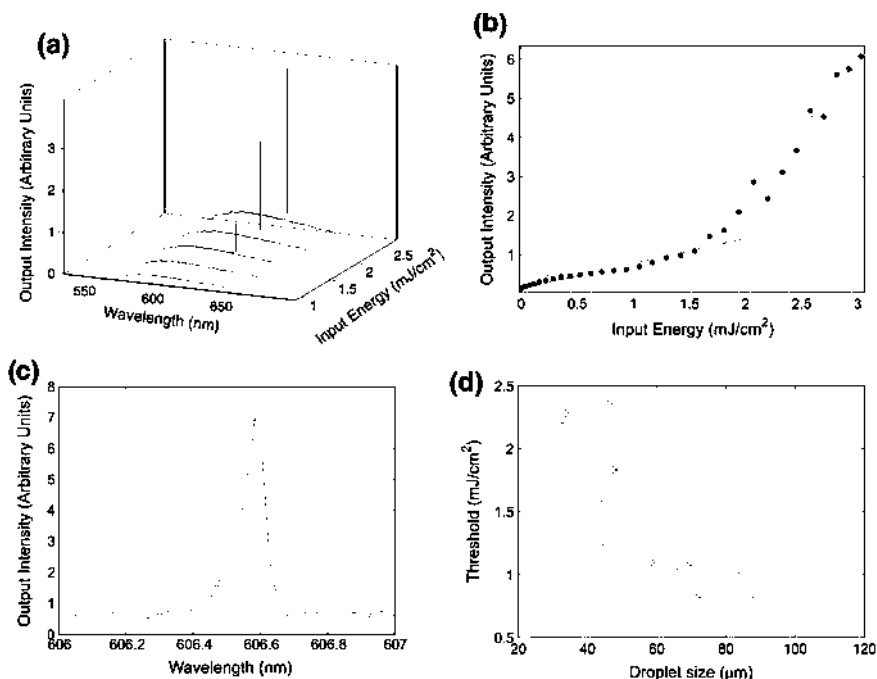 (a)
Output Intensity (Arbitrary Units)
3
2
1
0
550
600
650
Wavelength (nm)
1
1.5
2
2.5
Input Energy (mJ/cm²)
(b)
Output Intensity (Arbitrary Units)
6
5
4
3
2
1
0 0.5 1 1.5 2 2.5 3
Input Energy (mJ/cm²)
(c)
Output Intensity (Arbitrary Units)
8
7
6
5
4
3
2
1
0
606 606.2 606.4 606.6 606.8 607
Wavelength (nm)
(d)
Threshold (mJ/cm²)
2.5
2
1.5
1
0.5
20 40 60 80 100 120
Droplet size (μm)